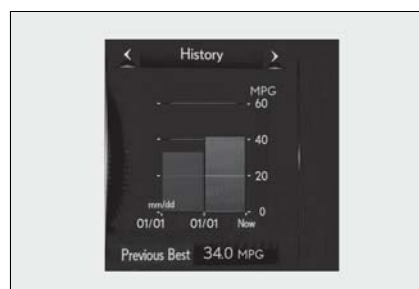 History
MPG
60
40
20
mm/dd
0
01/01 01/01 Now
Previous Best 34.0 MPG